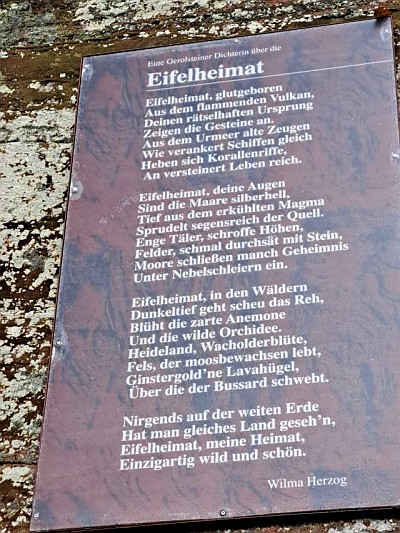 Eine Gerolsteiner Dichterin über die
Eifelheimat
Eifelheimat, glutgeboren
Aus dem flammenden Vulkan,
Deinen rätselhaften Ursprung
Zeigen die Gesteine an.
Aus dem Urmeer alte Zeugen
Wie verankert Schiffen gleich
Heben sich Korallenriffe,
An versteinert Leben reich.
Eifelheimat, deine Augen
Sind die Maare silberhell,
Tief aus dem erkühlten Magma
Sprudelt segensreich der Quell.
Enge Täler, schroffe Höhen,
Felder, schmal durchsät mit Stein,
Moore schließen manch Geheimnis
Unter Nebelschleiern ein.
Eifelheimat, in den Wäldern
Dunkeltief geht scheu das Reh,
Blüht die zarte Anemone
Und die wilde Orchidee.
Heideland, Wacholderblüte,
Fels, der moosbewachsen lebt,
Ginstergold'ne Lavahügel,
Über die der Bussard schwebt.
Nirgends auf der weiten Erde
Hat man gleiches Land geseh'n,
Eifelheimat, meine Heimat,
Einzigartig wild und schön.
Wilma Herzog